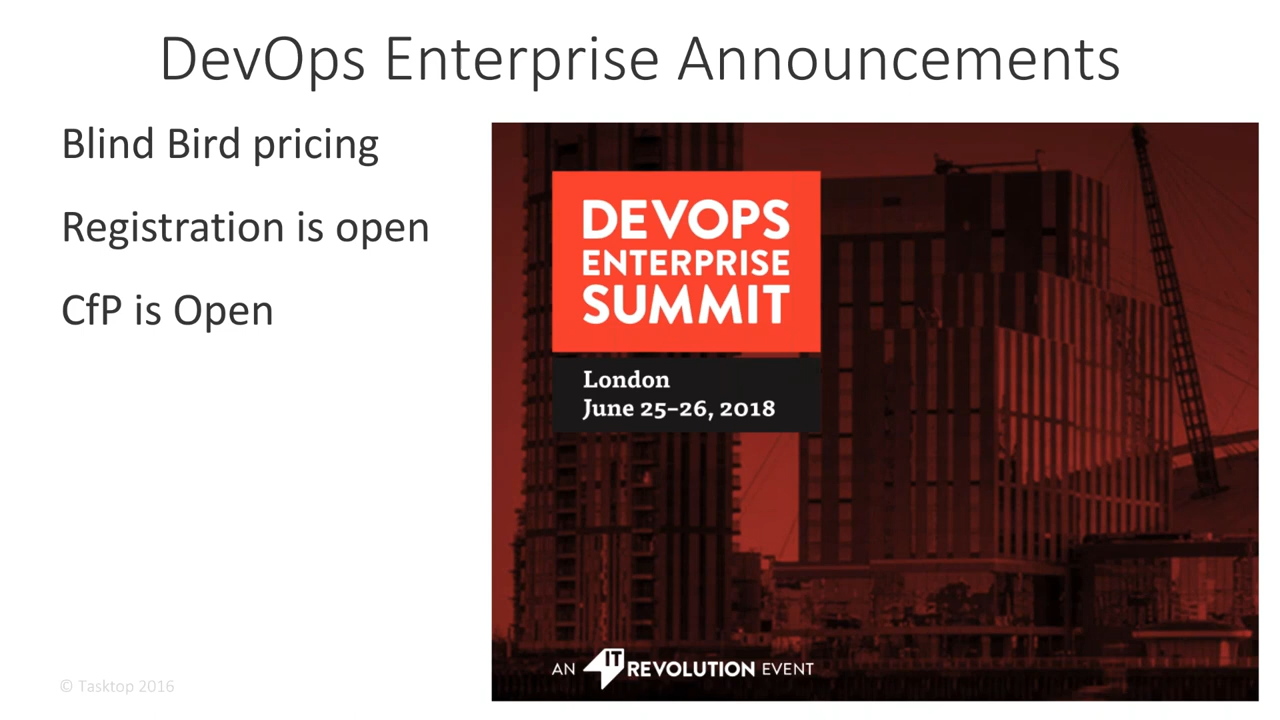 DevOps Enterprise Announcements
Blind Bird pricing
Registration is open
CfP is Open
DEVOPS
ENTERPRISE
SUMMIT
London
June 25–26, 2018
AN IT REVOLUTION EVENT
© Tasktop 2016